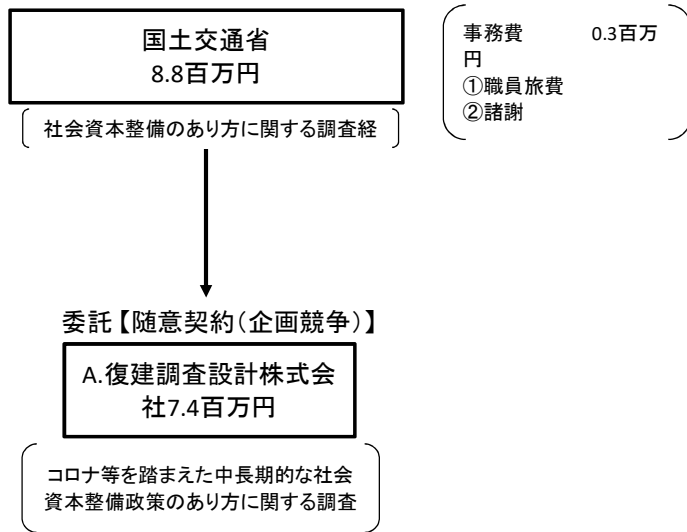 国土交通省
8.8百万円
社会資本整備のあり方に関する調査経
事務費 0.3百万
円
①職員旅費
②諸謝
委託【随意契約(企画競争)】
A.復建調査設計株式会
社7.4百万円
コロナ等を踏まえた中長期的な社会
資本整備政策のあり方に関する調査